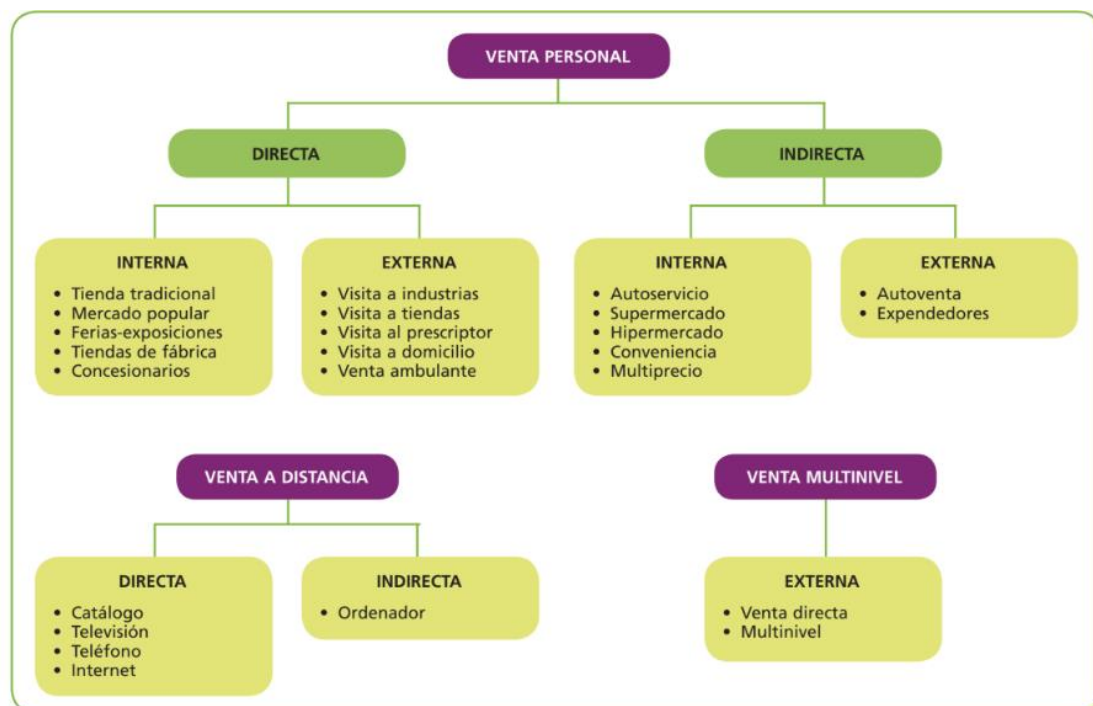 VENTA PERSONAL
DIRECTA
INDIRECTA
INTERNA
• Tienda tradicional
• Mercado popular
• Ferias-exposiciones
• Tiendas de fábrica
• Concesionarios
EXTERNA
• Visita a industrias
• Visita a tiendas
• Visita al prescriptor
• Visita a domicilio
• Venta ambulante
INTERNA
• Autoservicio
• Supermercado
• Hipermercado
• Conveniencia
• Multiprecio
EXTERNA
• Autoventa
• Expendedores
VENTA A DISTANCIA
DIRECTA
• Catálogo
• Televisión
• Teléfono
• Internet
INDIRECTA
• Ordenador
VENTA MULTINIVEL
EXTERNA
• Venta directa
• Multinivel